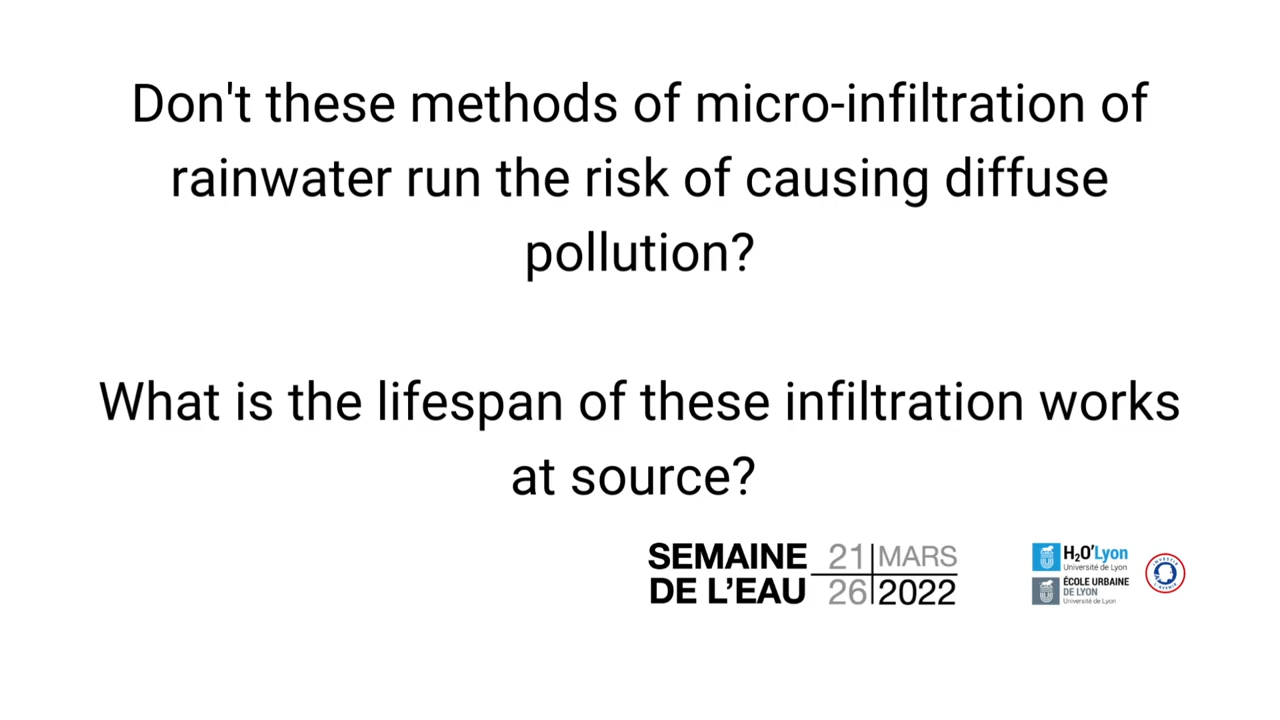 Don't these methods of micro-infiltration of
rainwater run the risk of causing diffuse
pollution?
What is the lifespan of these infiltration works
at source?
SEMAINE
DE L'EAU
21 MARS
26 2022
H₂O'Lyon
Université de Lyon
ÉCOLE URBAINE
DE LYON
Université de Lyon